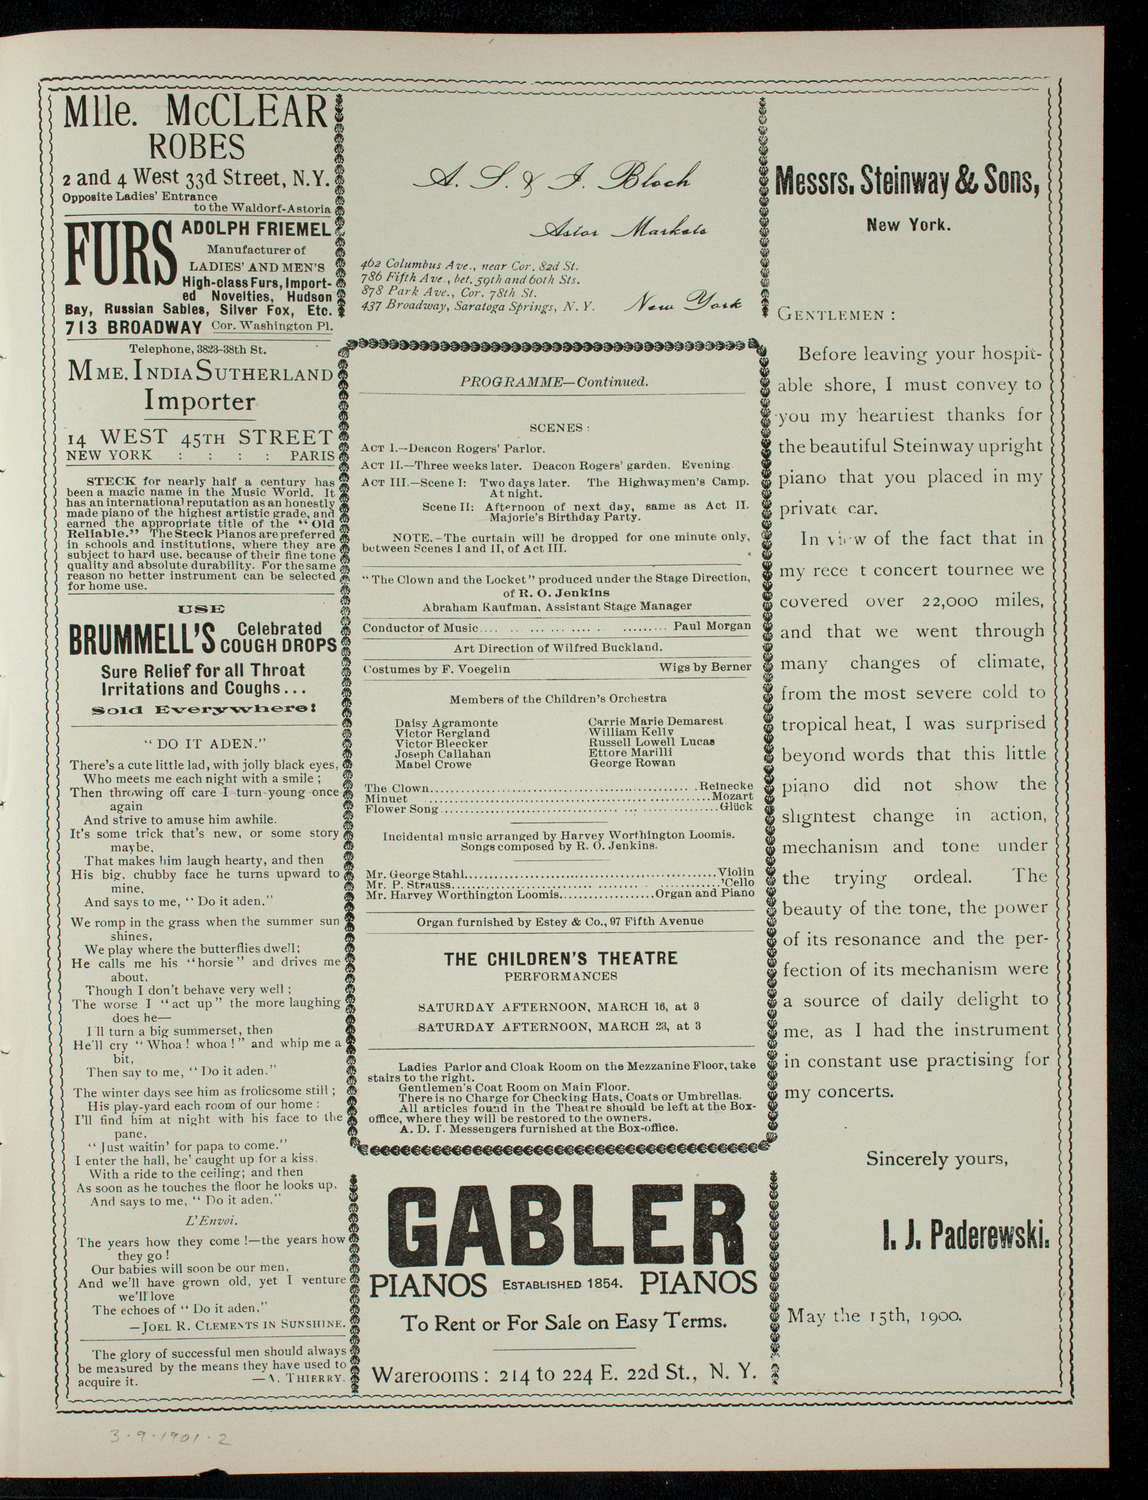 Mlle. McCLEAR
ROBES
2 and 4 West 33d Street, N.Y.
Opposite Ladies' Entrance
to the Waldorf-Astoria
FURS
ADOLPH FRIEMEL
Manufacturer of
LADIES' AND MEN'S
High-class Furs, Import-
ed Novelties, Hudson
Bay, Russian Sables, Silver Fox, Etc.
713 BROADWAY Cor. Washington Pl.
Telephone, 3823-38th St.
MME. INDIA SUTHERLAND
Importer
14 WEST 45TH STREET
NEW YORK : : : : PARIS
STECK for nearly half a century has
been a magic name in the Music World. It
has an international reputation as an honestly
made piano of the highest artistic grade, and
earned the appropriate title of the "Old
Reliable." The Steck Pianos are preferred
in schools and institutions, where they are
subject to hard use, because of their fine tone
quality and absolute durability. For the same
reason no better instrument can be selected
for home use.
USE
BRUMMELL'S Celebrated
COUGH DROPS
Sure Relief for all Throat
Irritations and Coughs...
Sold Everywhere!
"DO IT ADEN."
There's a cute little lad, with jolly black eyes,
Who meets me each night with a smile;
Then throwing off care I turn young once
again
And strive to amuse him awhile.
It's some trick that's new, or some story
maybe,
That makes him laugh hearty, and then
His big, chubby face he turns upward to
mine,
And says to me, "Do it aden."
We romp in the grass when the summer sun
shines,
We play where the butterflies dwell;
He calls me his "horsie" and drives me
about,
Though I don't behave very well;
The worse I "act up" the more laughing
does he—
I'll turn a big summerset, then
He'll cry "Whoa! whoa!" and whip me a
bit,
Then say to me, "Do it aden."
The winter days see him as frolicsome still;
His play-yard each room of our home:
I'll find him at night with his face to the
pane,
"Just waitin' for papa to come."
I enter the hall, he' caught up for a kiss,
With a ride to the ceiling; and then
As soon as he touches the floor he looks up,
And says to me, "Do it aden."
L'Envoi.
The years how they come!—the years how
they go!
Our babies will soon be our men,
And we'll have grown old, yet I venture
we'll love
The echoes of "Do it aden."
—JOEL R. CLEMENTS IN SUNSHINE.
The glory of successful men should always
be measured by the means they have used to
acquire it. —A. THIERRY.
A. S. & J. Bloch
Astor Markets
462 Columbus Ave., near Cor. 82d St.
786 Fifth Ave., bet. 59th and 60th Sts.
878 Park Ave., Cor. 78th St.
437 Broadway, Saratoga Springs, N. Y.
New York
PROGRAMME—Continued.
SCENES:
ACT I.—Deacon Rogers' Parlor.
ACT II.—Three weeks later. Deacon Rogers' garden. Evening
ACT III.—Scene I: Two days later. The Highwaymen's Camp.
At night.
Scene II: Afternoon of next day, same as Act II.
Majorie's Birthday Party.
NOTE.—The curtain will be dropped for one minute only,
between Scenes I and II, of Act III.
"The Clown and the Locket" produced under the Stage Direction,
of R. O. Jenkins
Abraham Kaufman, Assistant Stage Manager
Conductor of Music.... .. ... ... .... . ......... Paul Morgan
Art Direction of Wilfred Buckland.
Costumes by F. Voegelin Wigs by Berner
Members of the Children's Orchestra
Daisy Agramonte Carrie Marie Demarest
Victor Bergland William Kelly
Victor Bleecker Russell Lowell Lucas
Joseph Callahan Ettore Marilli
Mabel Crowe George Rowan
The Clown..........Reinecke
Minuet ..........Mozart
Flower Song..........Glück
Incidental music arranged by Harvey Worthington Loomis.
Songs composed by R. O. Jenkins.
Mr. George Stahl..........Violin
Mr. P. Strauss..........'Cello
Mr. Harvey Worthington Loomis..........Organ and Piano
Organ furnished by Estey & Co., 97 Fifth Avenue
THE CHILDREN'S THEATRE
PERFORMANCES
SATURDAY AFTERNOON, MARCH 16, at 3
SATURDAY AFTERNOON, MARCH 23, at 3
Ladies Parlor and Cloak Room on the Mezzanine Floor, take
stairs to the right.
Gentlemen's Coat Room on Main Floor.
There is no Charge for Checking Hats, Coats or Umbrellas.
All articles found in the Theatre should be left at the Box-
office, where they will be restored to the owners.
A. D. T. Messengers furnished at the Box-office.
GABLER
PIANOS ESTABLISHED 1854. PIANOS
To Rent or For Sale on Easy Terms.
Warerooms: 214 to 224 E. 22d St., N. Y.
Messrs. Steinway & Sons,
New York.
GENTLEMEN:
Before leaving your hospit-
able shore, I must convey to
you my heartiest thanks for
the beautiful Steinway upright
piano that you placed in my
private car.
In view of the fact that in
my rece t concert tournee we
covered over 22,000 miles,
and that we went through
many changes of climate,
from the most severe cold to
tropical heat, I was surprised
beyond words that this little
piano did not show the
slightest change in action,
mechanism and tone under
the trying ordeal. The
beauty of the tone, the power
of its resonance and the per-
fection of its mechanism were
a source of daily delight to
me, as I had the instrument
in constant use practising for
my concerts.
Sincerely yours,
I. J. Paderewski.
May the 15th, 1900.
3-9-1901-2